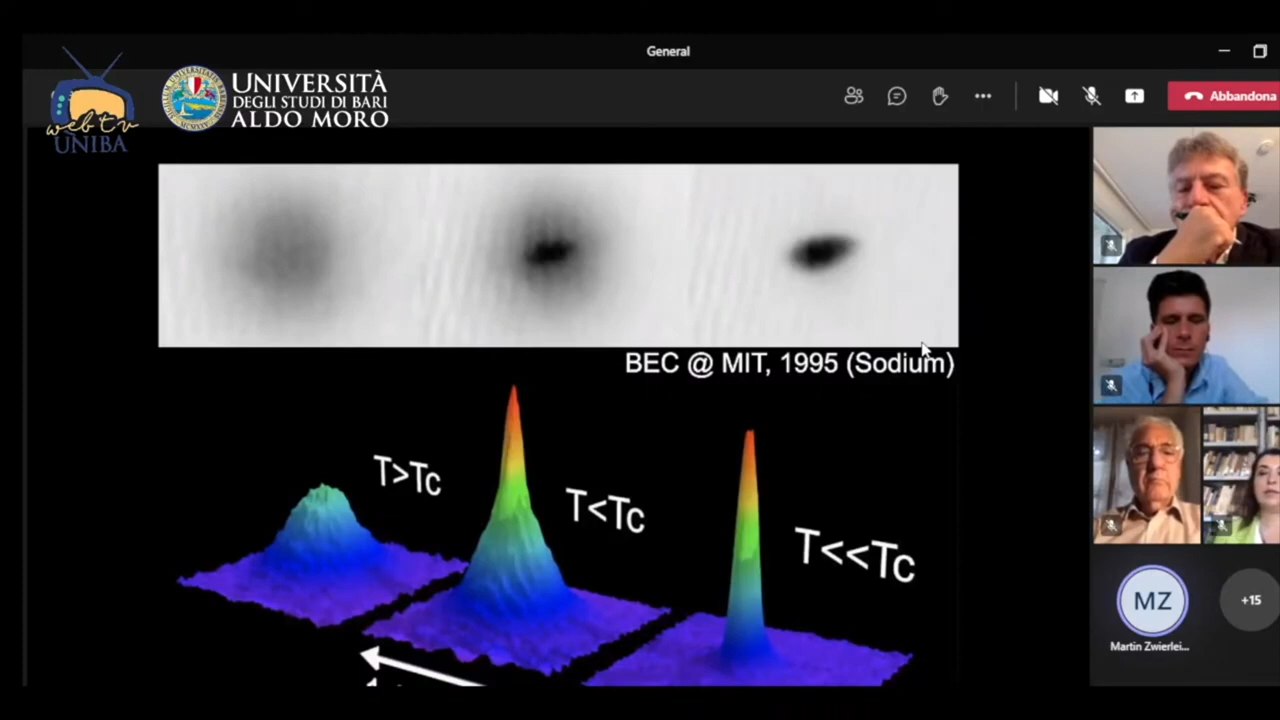 General
web tv
UNIBA
UNIVERSITÀ
DEGLI STUDI DI BARI
ALDO MORO
Abbandona
BEC @ MIT, 1995 (Sodium)
T>Tc
T<Tc
T<<Tc
MZ
+15
Martin Zwierlei...